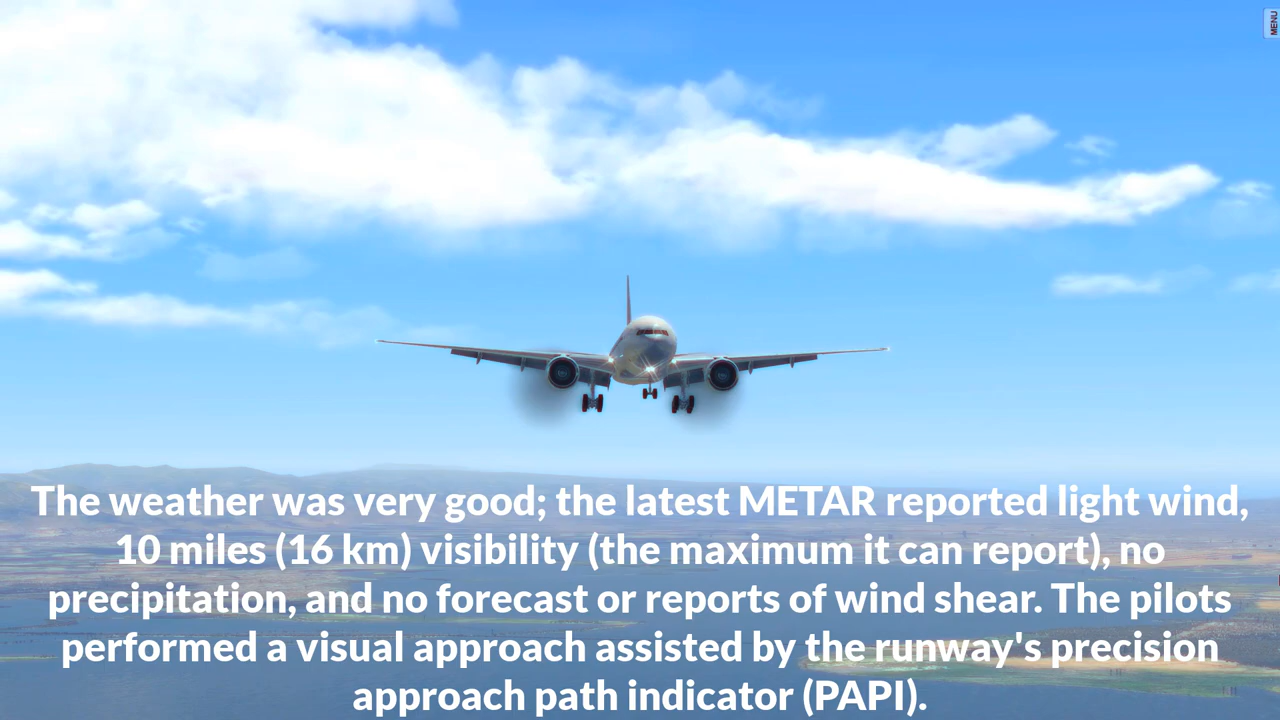 MENU
The weather was very good; the latest METAR reported light wind,
10 miles (16 km) visibility (the maximum it can report), no
precipitation, and no forecast or reports of wind shear. The pilots
performed a visual approach assisted by the runway's precision
approach path indicator (PAPI).